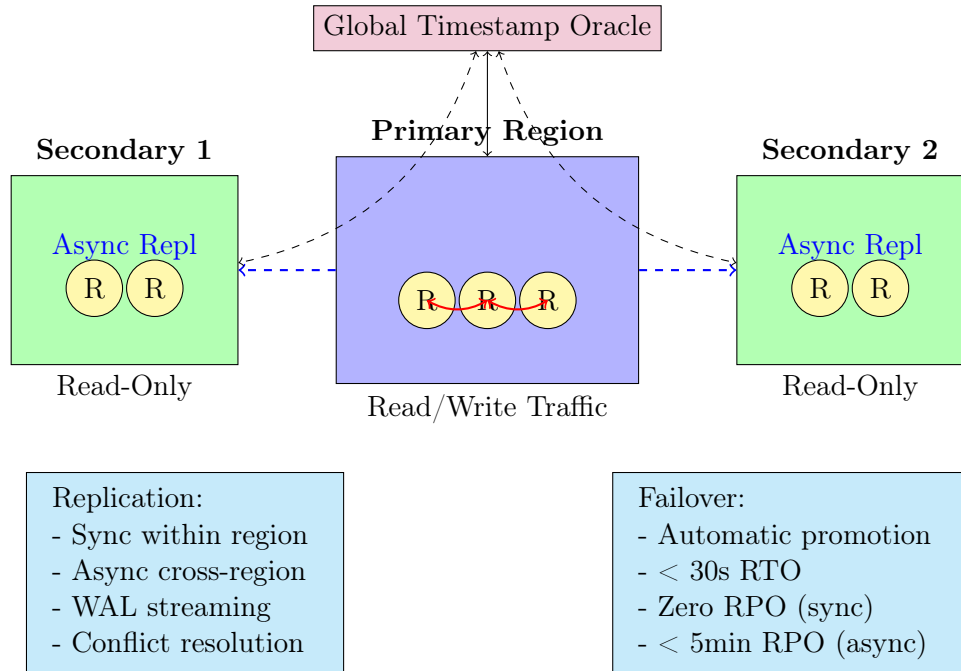 Global Timestamp Oracle
Primary Region
Secondary 1
Secondary 2
Async Repl
Async Repl
R R
R R R
R R
Read-Only
Read/Write Traffic
Read-Only
Replication:
- Sync within region
- Async cross-region
- WAL streaming
- Conflict resolution
Failover:
- Automatic promotion
- < 30s RTO
- Zero RPO (sync)
- < 5min RPO (async)